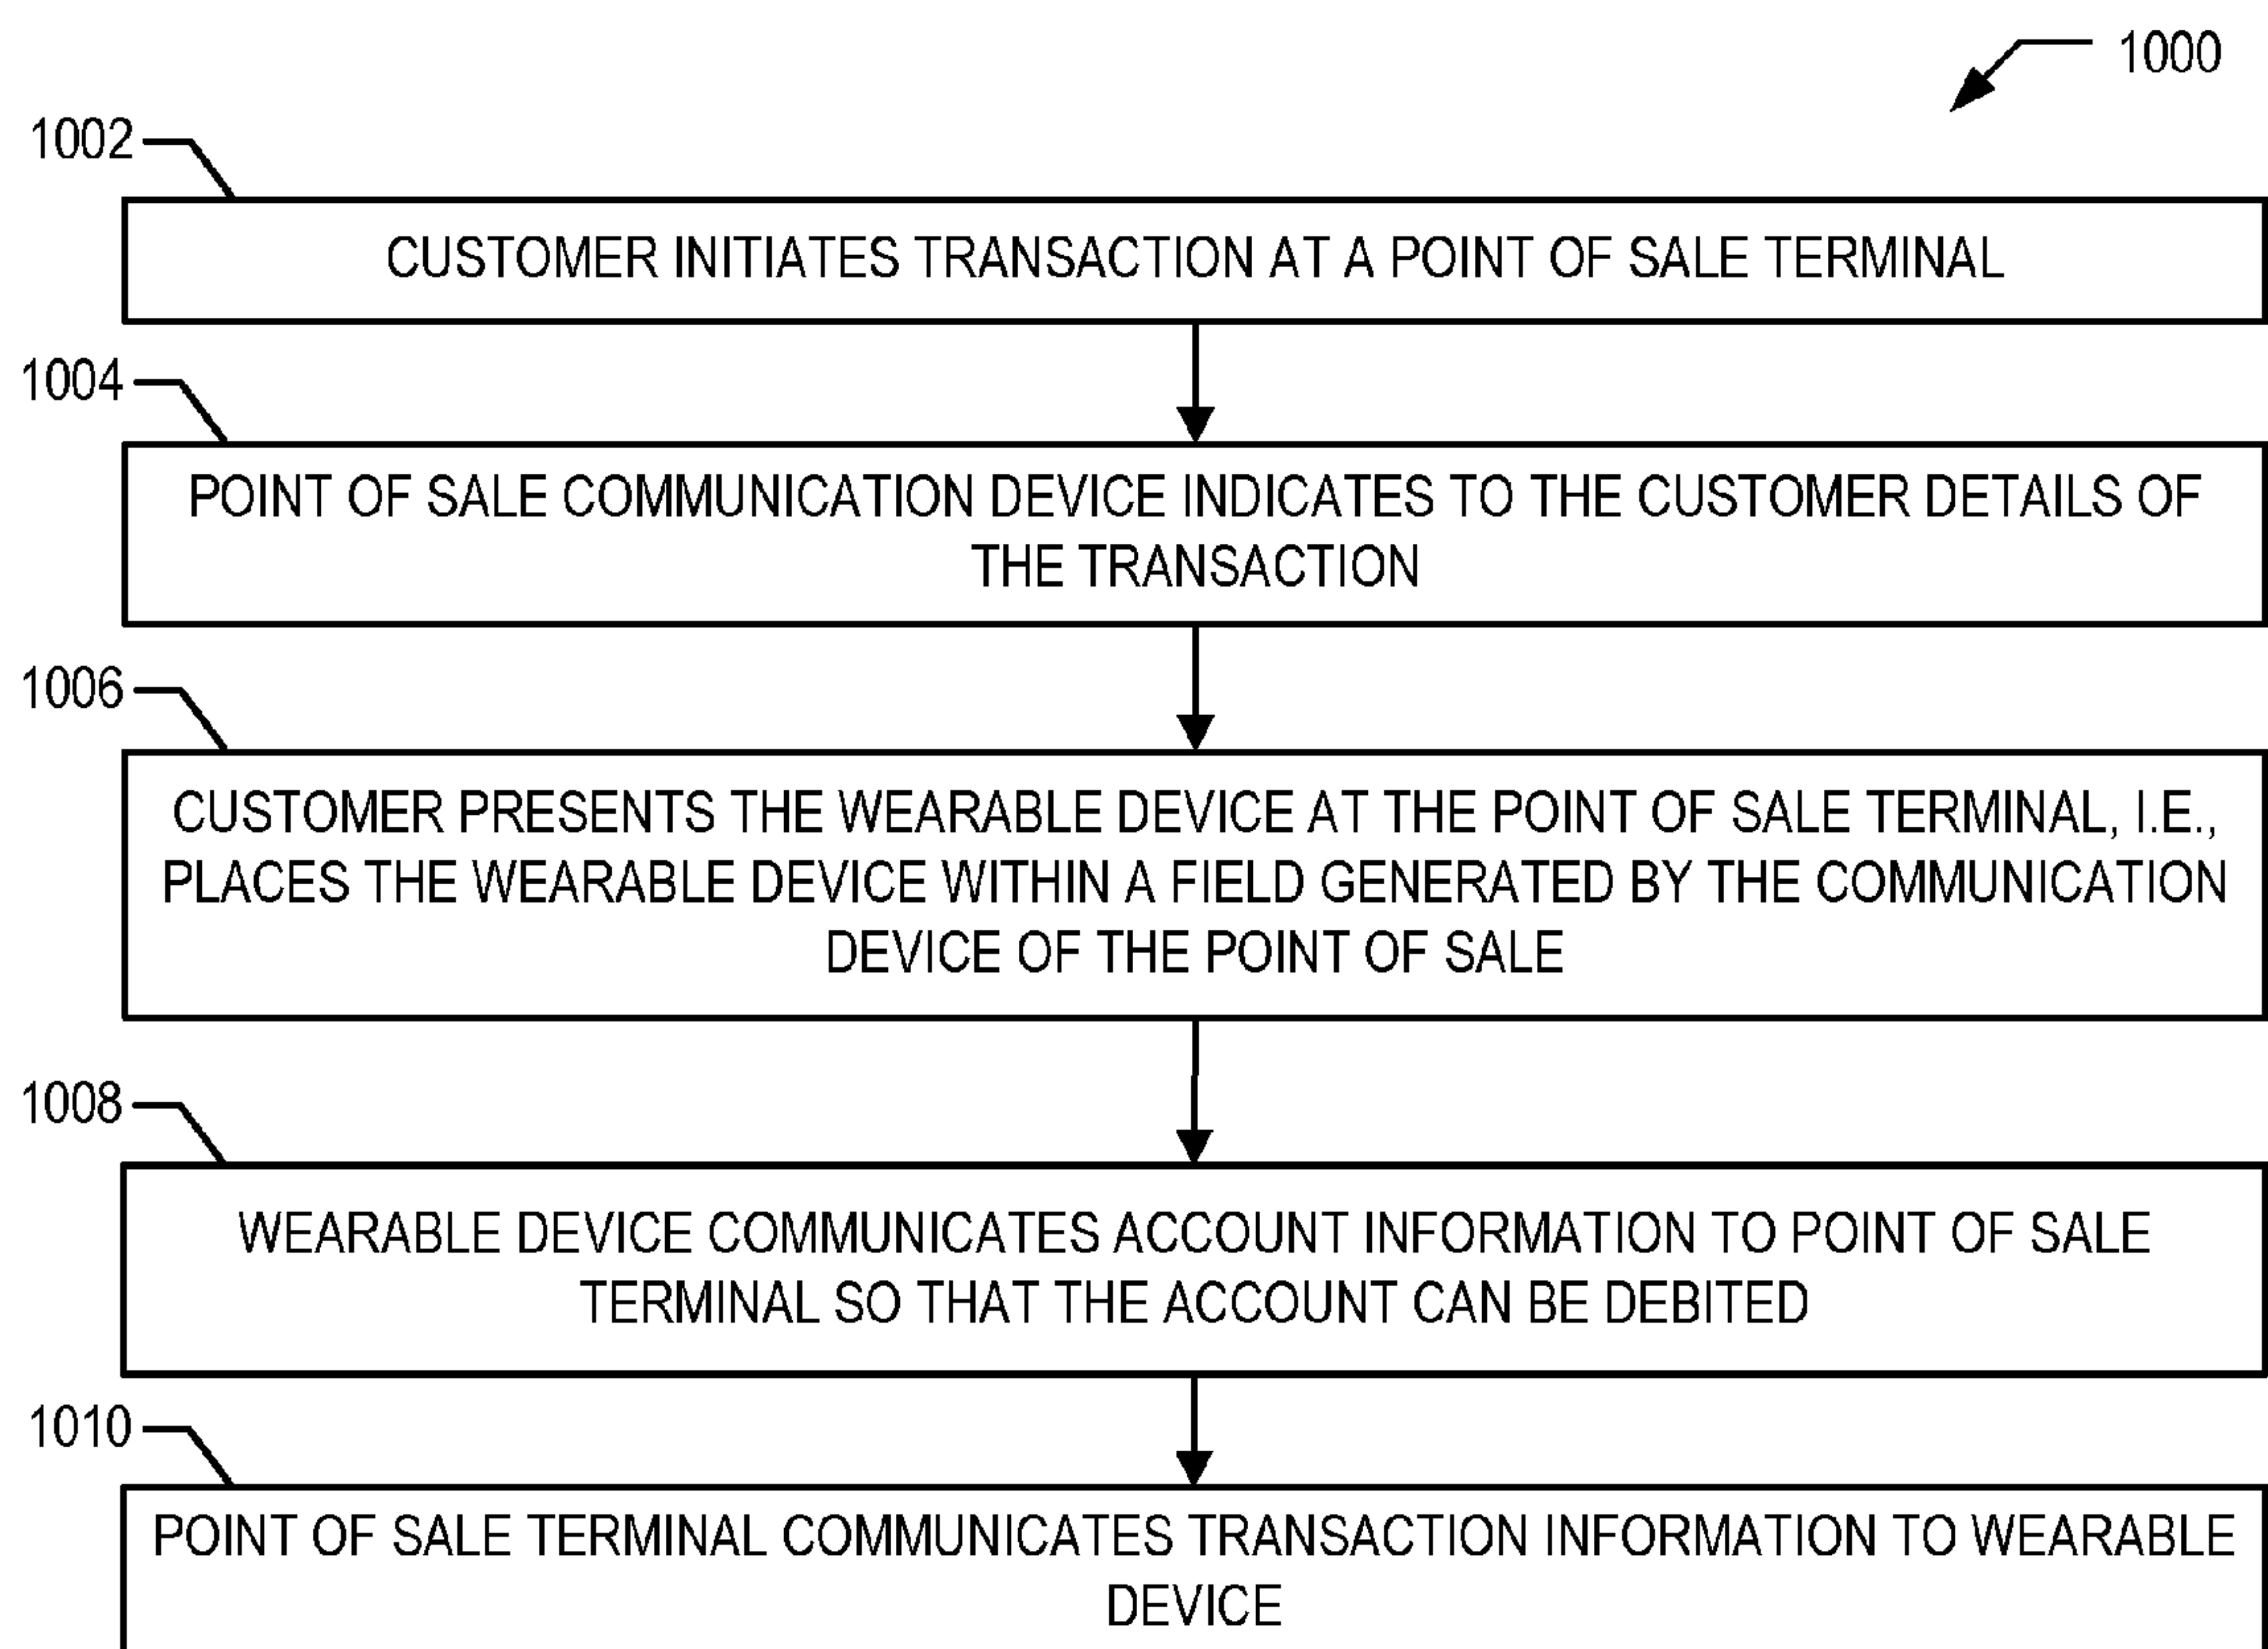 1000
1002
CUSTOMER INITIATES TRANSACTION AT A POINT OF SALE TERMINAL
1004
POINT OF SALE COMMUNICATION DEVICE INDICATES TO THE CUSTOMER DETAILS OF
THE TRANSACTION
1006
CUSTOMER PRESENTS THE WEARABLE DEVICE AT THE POINT OF SALE TERMINAL, I.E.,
PLACES THE WEARABLE DEVICE WITHIN A FIELD GENERATED BY THE COMMUNICATION
DEVICE OF THE POINT OF SALE
1008
WEARABLE DEVICE COMMUNICATES ACCOUNT INFORMATION TO POINT OF SALE
TERMINAL SO THAT THE ACCOUNT CAN BE DEBITED
1010
POINT OF SALE TERMINAL COMMUNICATES TRANSACTION INFORMATION TO WEARABLE
DEVICE